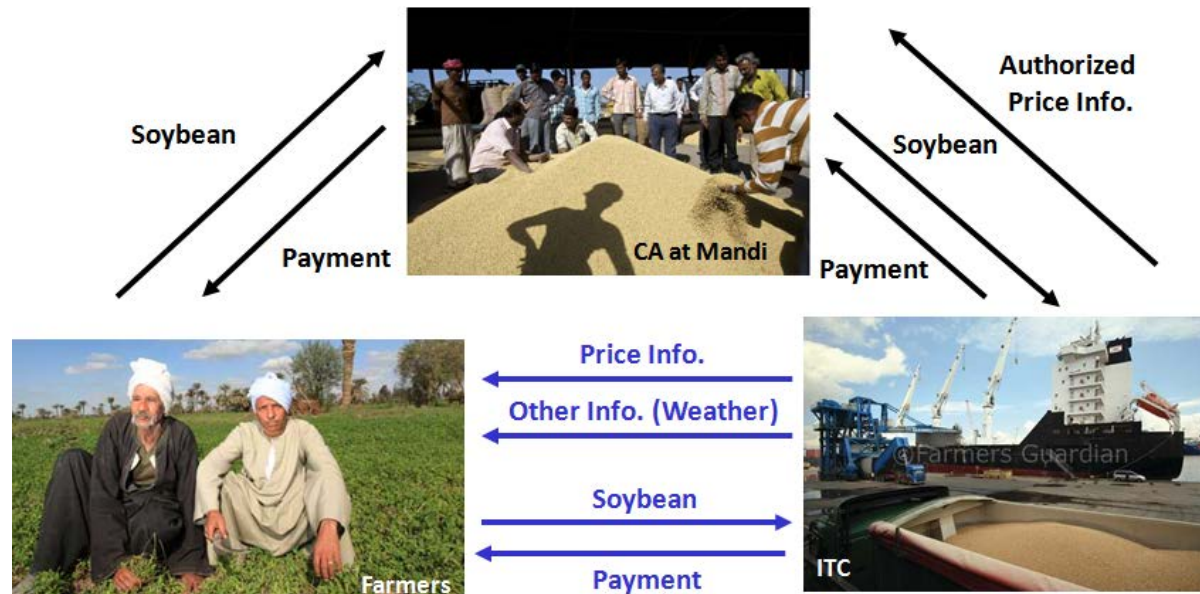 Authorized
Price Info.
Soybean
Soybean
CA at Mandi
Payment
Payment
Price Info.
Other Info. (Weather)
©Farmers Guardian
Soybean
Payment
Farmers
ITC